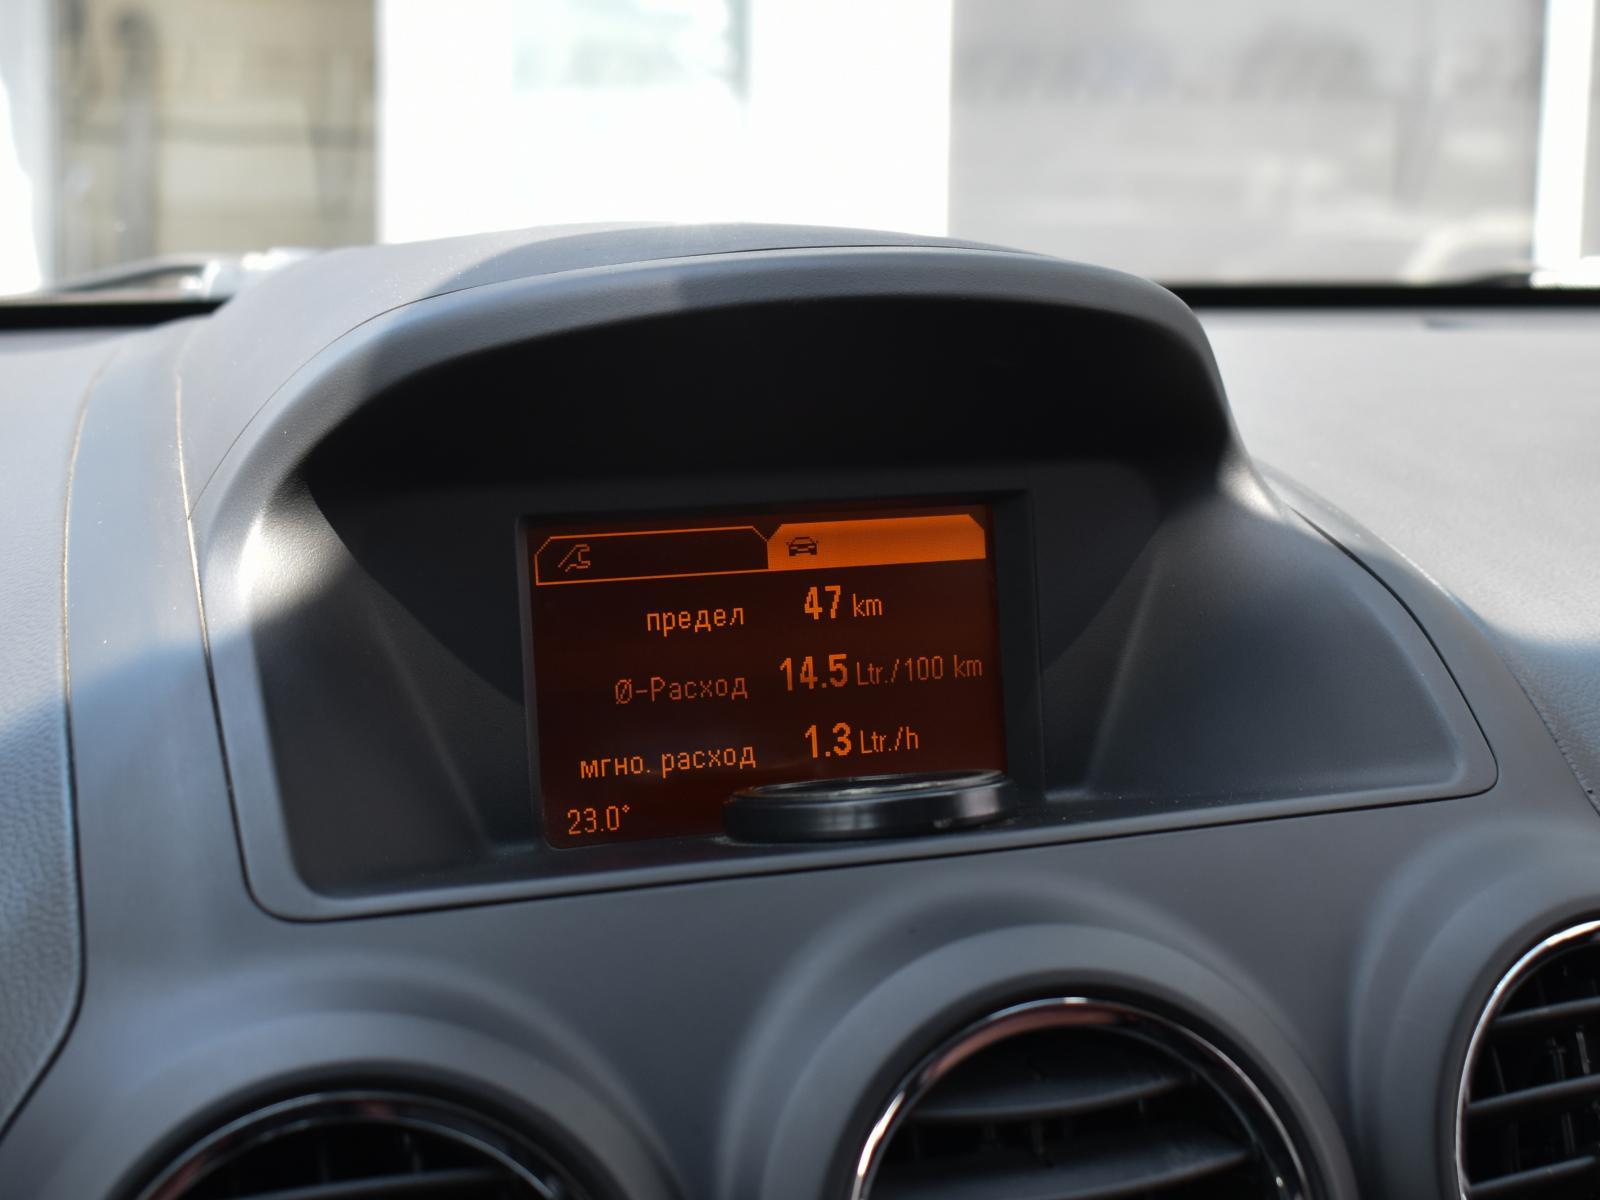 предел 47 km
Ø-Расход 14.5 Ltr./100 km
мгно. расход 1.3 Ltr./h
23.0°